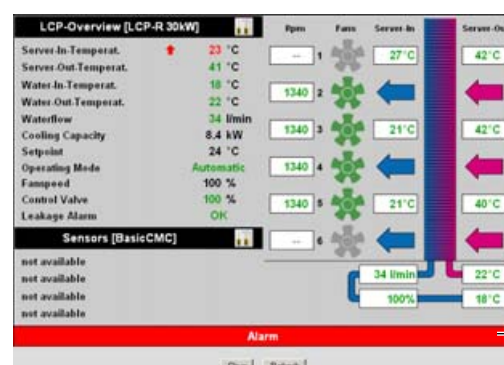 LCP-Overview [LCP-R 30kW]
Server-In-Temperat. 23 °C
Server-Out-Temperat. 41 °C
Water-In-Temperat. 18 °C
Water-Out-Temperat. 22 °C
Waterflow 34 l/min
Cooling Capacity 8.4 kW
Setpoint 24 °C
Operating Mode Automatic
Fanspeed 100 %
Control Valve 100 %
Leakage Alarm OK
Sensors [BasicCMC]
not available
not available
not available
not available
Rpm Fans Server-In Server-Ou
-- 1 27°C 42°C
1340 2
1340 3 21°C 42°C
1340 4
1340 5 21°C 40°C
-- 6
34 l/min 22°C
100% 18°C
Alarm